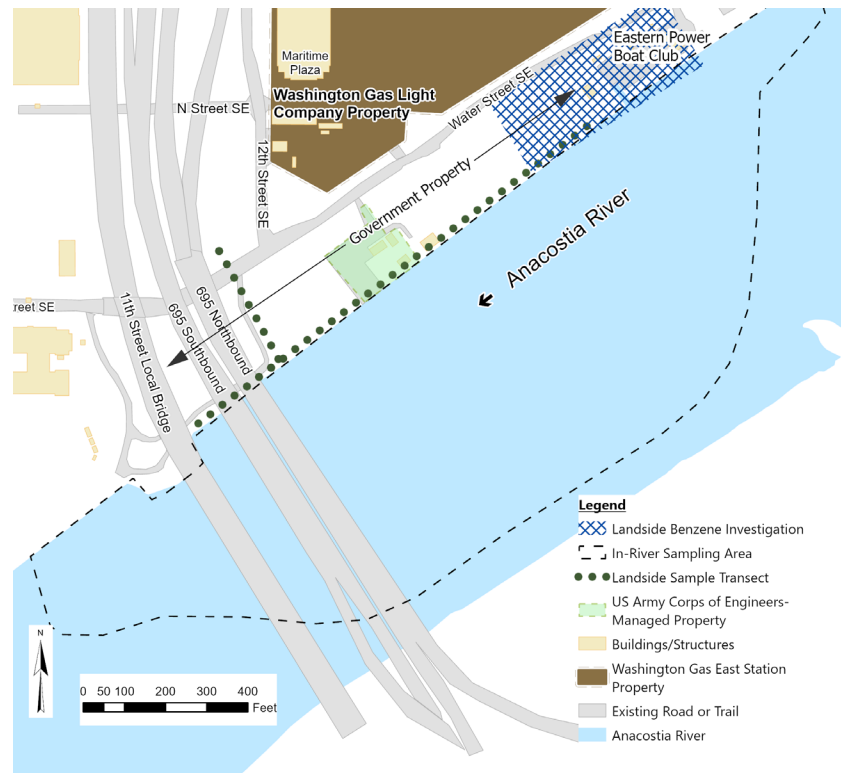 Eastern Power
Boat Club
Maritime
Plaza
Washington Gas Light
Company Property
N Street SE
Water Street SE
12th Street SE
Government Property
Anacostia River
reet SE
11th Street Local Bridge
695 Southbound
695 Northbound
Legend
Landside Benzene Investigation
In-River Sampling Area
Landside Sample Transect
US Army Corps of Engineers-
Managed Property
Buildings/Structures
Washington Gas East Station
Property
Existing Road or Trail
Anacostia River
N
0 50 100 200 300 400
Feet